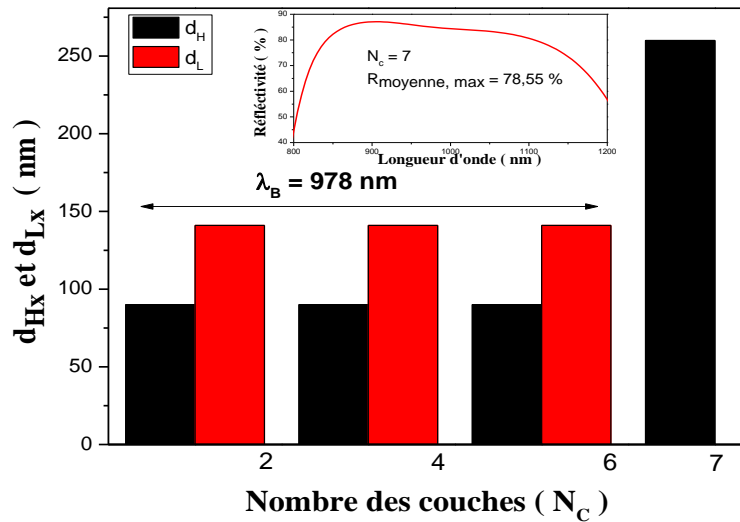 d_H
d_L
90
80
70
60
50
40
800
900
1000
1100
1200
Réfléctivité ( % )
N_c = 7
R_moyenne, max = 78,55 %
Longueur d'onde ( nm )
λ_B = 978 nm
250
200
150
100
50
0
d_Hx et d_Lx ( nm )
2
4
6
7
Nombre des couches ( N_C )